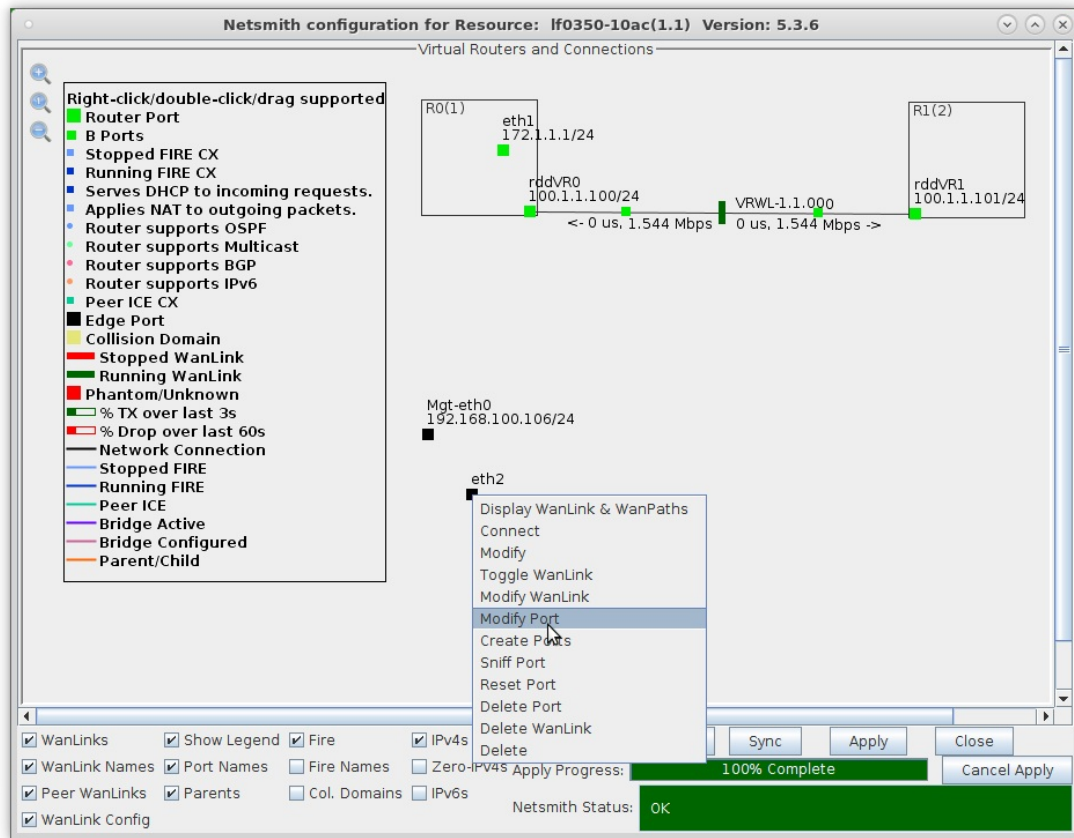 Netsmith configuration for Resource: lf0350-10ac(1.1) Version: 5.3.6
Virtual Routers and Connections
Right-click/double-click/drag supported
Router Port
B Ports
Stopped FIRE CX
Running FIRE CX
Serves DHCP to incoming requests.
Applies NAT to outgoing packets.
Router supports OSPF
Router supports Multicast
Router supports BGP
Router supports IPv6
Peer ICE CX
Edge Port
Collision Domain
Stopped WanLink
Running WanLink
Phantom/Unknown
% TX over last 3s
% Drop over last 60s
Network Connection
Stopped FIRE
Running FIRE
Peer ICE
Bridge Active
Bridge Configured
Parent/Child
R0(1)
eth1
172.1.1.1/24
rddVR0
100.1.1.100/24
<- 0 us, 1.544 Mbps
VRWL-1.1.000
0 us, 1.544 Mbps ->
R1(2)
rddVR1
100.1.1.101/24
Mgt-eth0
192.168.100.106/24
eth2
Display WanLink & WanPaths
Connect
Modify
Toggle WanLink
Modify WanLink
Modify Port
Create Ports
Sniff Port
Reset Port
Delete Port
Delete WanLink
Delete
WanLinks Show Legend Fire IPv4s Sync Apply Close
WanLink Names Port Names Fire Names Zero-IPv4s Apply Progress: 100% Complete Cancel Apply
Peer WanLinks Parents Col. Domains IPv6s Netsmith Status: OK
WanLink Config